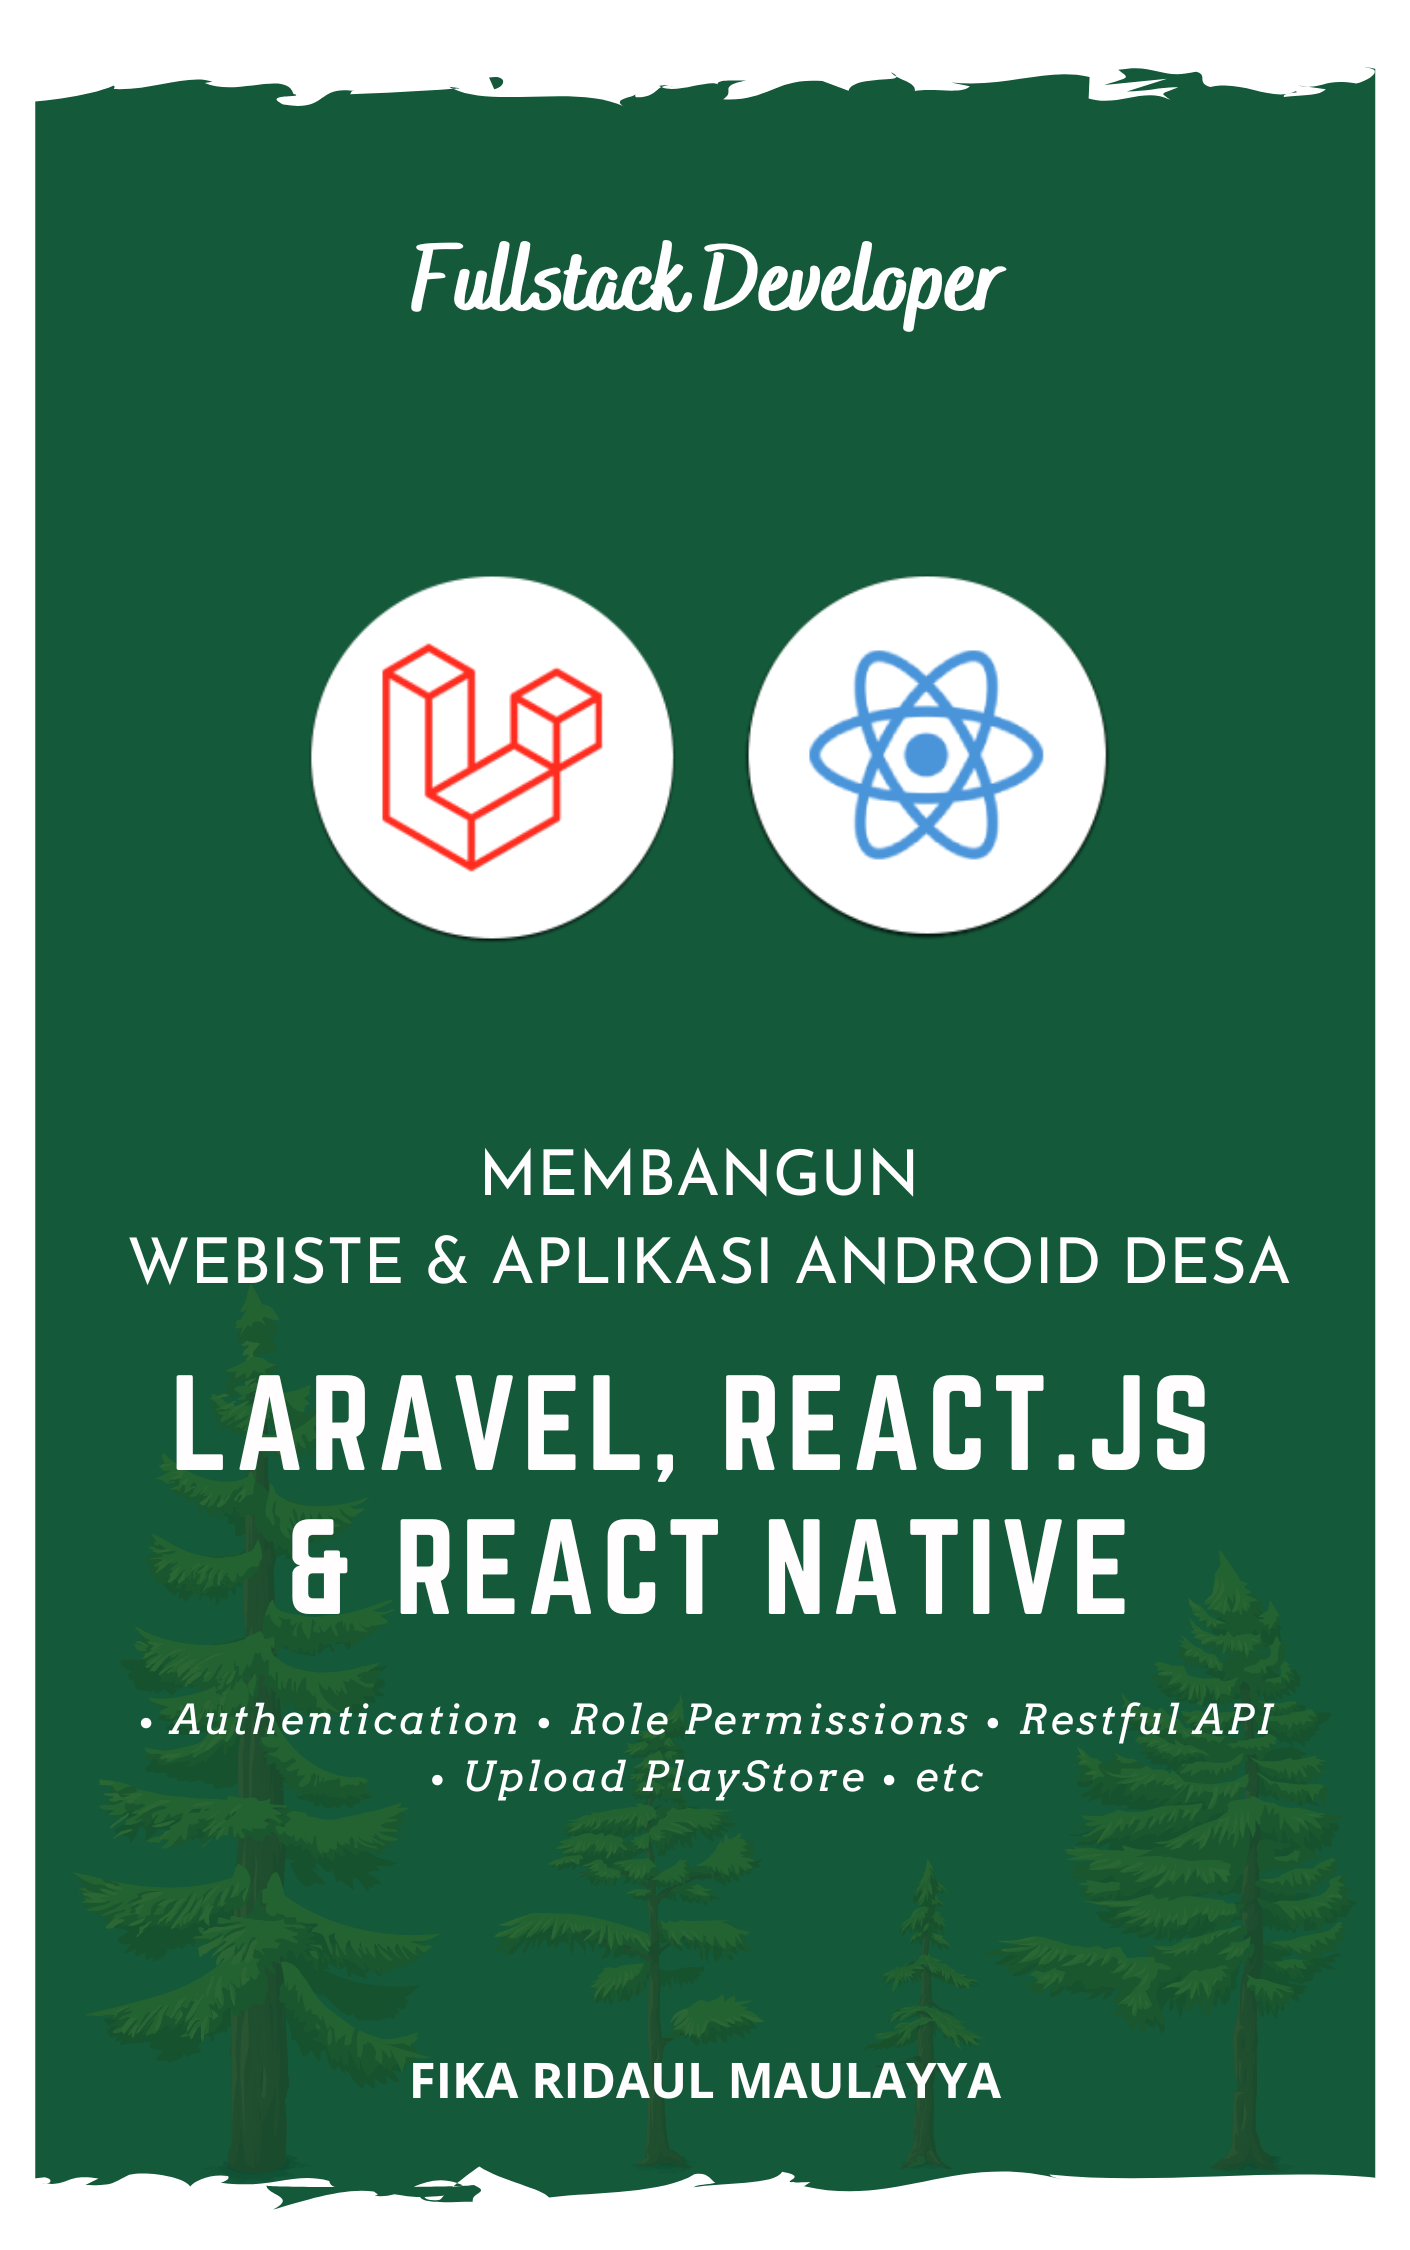 Fullstack Developer
MEMBANGUN
WEBISTE & APLIKASI ANDROID DESA
LARAVEL, REACT.JS
& REACT NATIVE
• Authentication • Role Permissions • Restful API
• Upload PlayStore • etc
FIKA RIDAUL MAULAYYA